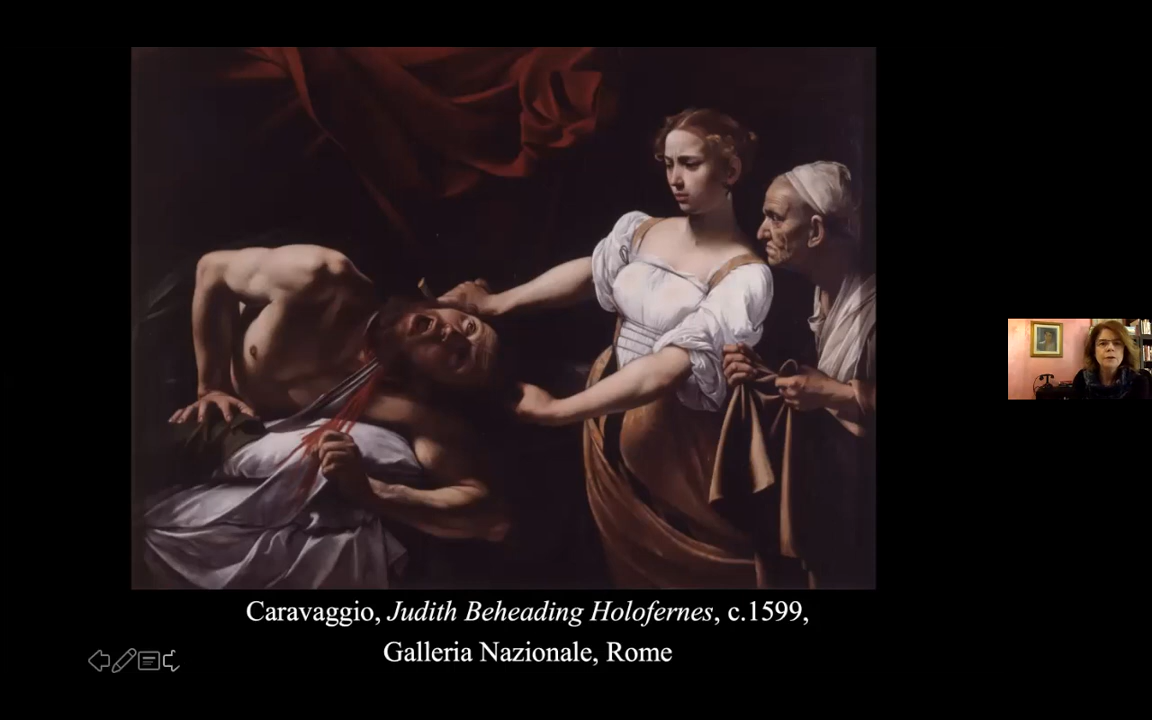 Caravaggio, Judith Beheading Holofernes, c.1599,
Galleria Nazionale, Rome